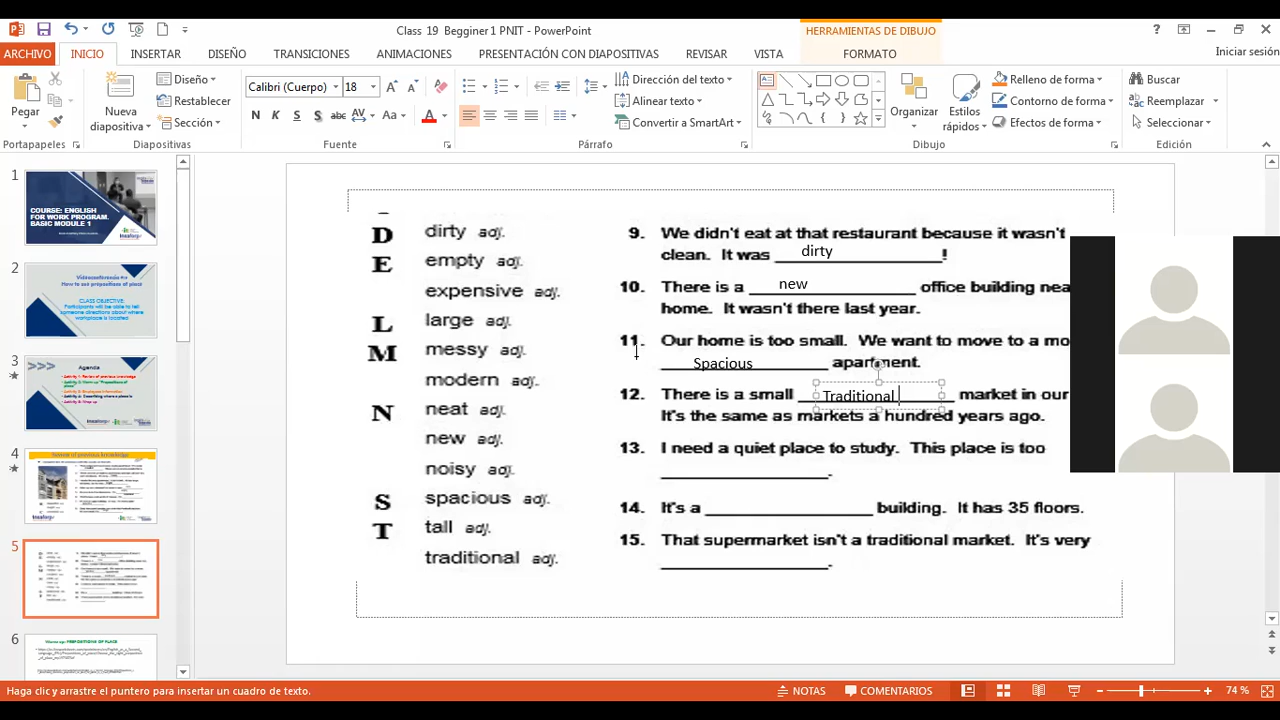 Class 19 Begginer 1 PNIT - PowerPoint
HERRAMIENTAS DE DIBUJO
ARCHIVO INICIO INSERTAR DISEÑO TRANSICIONES ANIMACIONES PRESENTACIÓN CON DIAPOSITIVAS REVISAR VISTA FORMATO Iniciar sesión
Pegar
Nueva diapositiva
Diseño
Restablecer
Sección
Calibri (Cuerpo) 18
Dirección del texto
Alinear texto
Convertir a SmartArt
Organizar
Estilos rápidos
Relleno de forma
Contorno de forma
Efectos de forma
Buscar
Reemplazar
Seleccionar
Portapapeles Diapositivas Fuente Párrafo Dibujo Edición
1
COURSE: ENGLISH
FOR WORK PROGRAM.
BASIC MODULE 1
2
CLASS OBJECTIVE:
3
Agenda
4
5
6
D dirty adj.
E empty adj.
expensive adj.
L large adj.
M messy adj.
modern adj.
N neat adj.
new adj.
noisy adj.
S spacious adj.
T tall adj.
traditional adj.
9. We didn't eat at that restaurant because it wasn't
clean. It was dirty !
10. There is a new office building nea
home. It wasn't there last year.
11. Our home is too small. We want to move to a mo
Spacious apartment.
12. There is a small Traditional market in our
It's the same as markets a hundred years ago.
13. I need a quiet place to study. This place is too
.
14. It's a building. It has 35 floors.
15. That supermarket isn't a traditional market. It's very
.
Haga clic y arrastre el puntero para insertar un cuadro de texto.
NOTAS COMENTARIOS 74 %